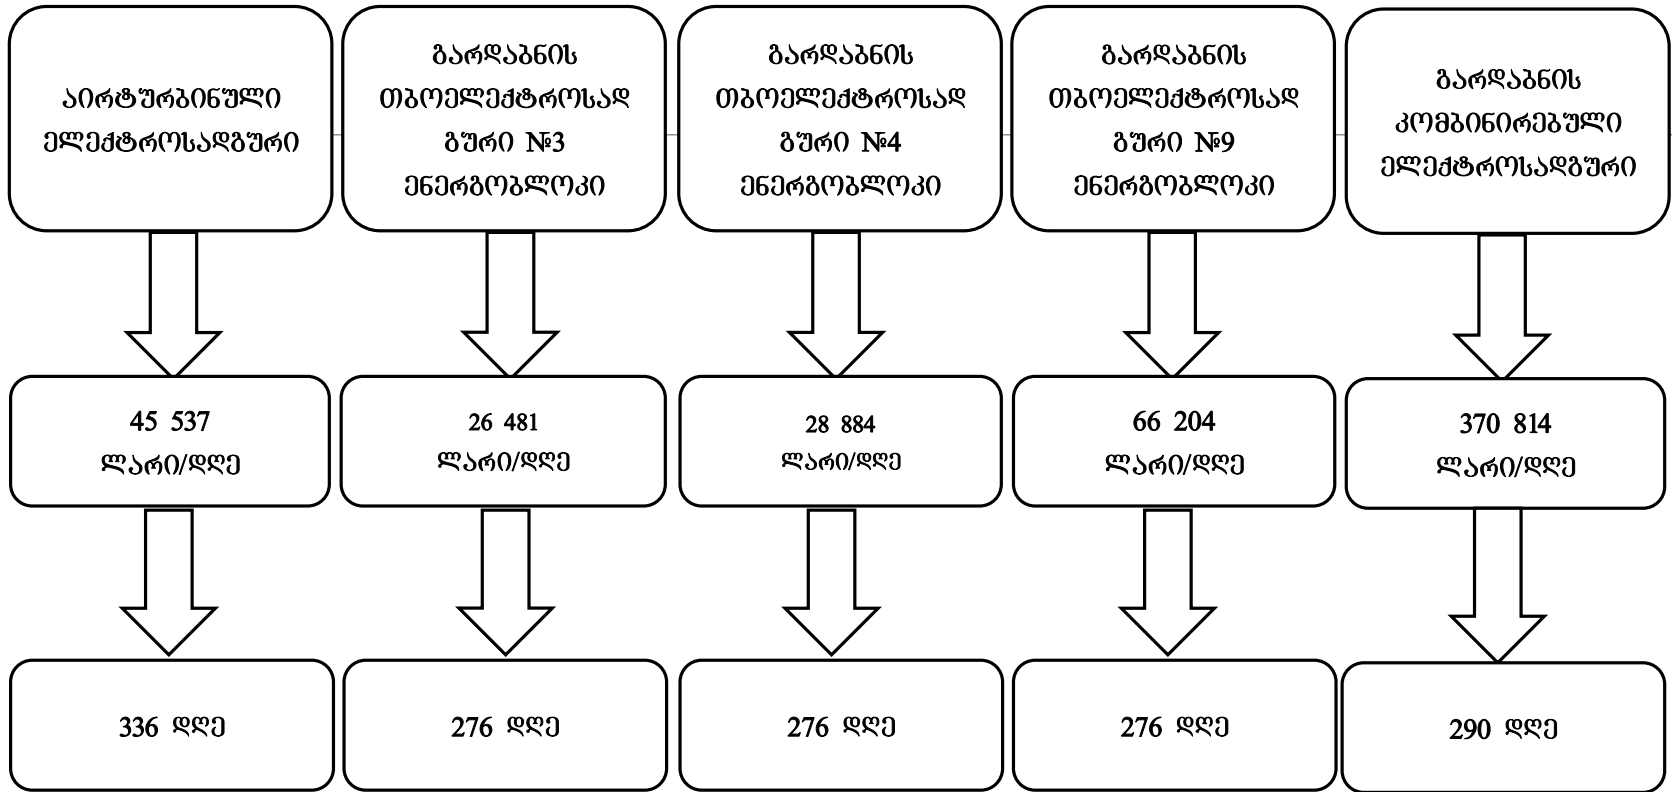 აირტურბინული
ელექტროსადგური
გარდაბნის
თბოელექტროსად
გური №3
ენერგობლოკი
გარდაბნის
თბოელექტროსად
გური №4
ენერგობლოკი
გარდაბნის
თბოელექტროსად
გური №9
ენერგობლოკი
გარდაბნის
კომბინირებული
ელექტროსადგური
45 537
ლარი/დღე
26 481
ლარი/დღე
28 884
ლარი/დღე
66 204
ლარი/დღე
370 814
ლარი/დღე
336 დღე
276 დღე
276 დღე
276 დღე
290 დღე